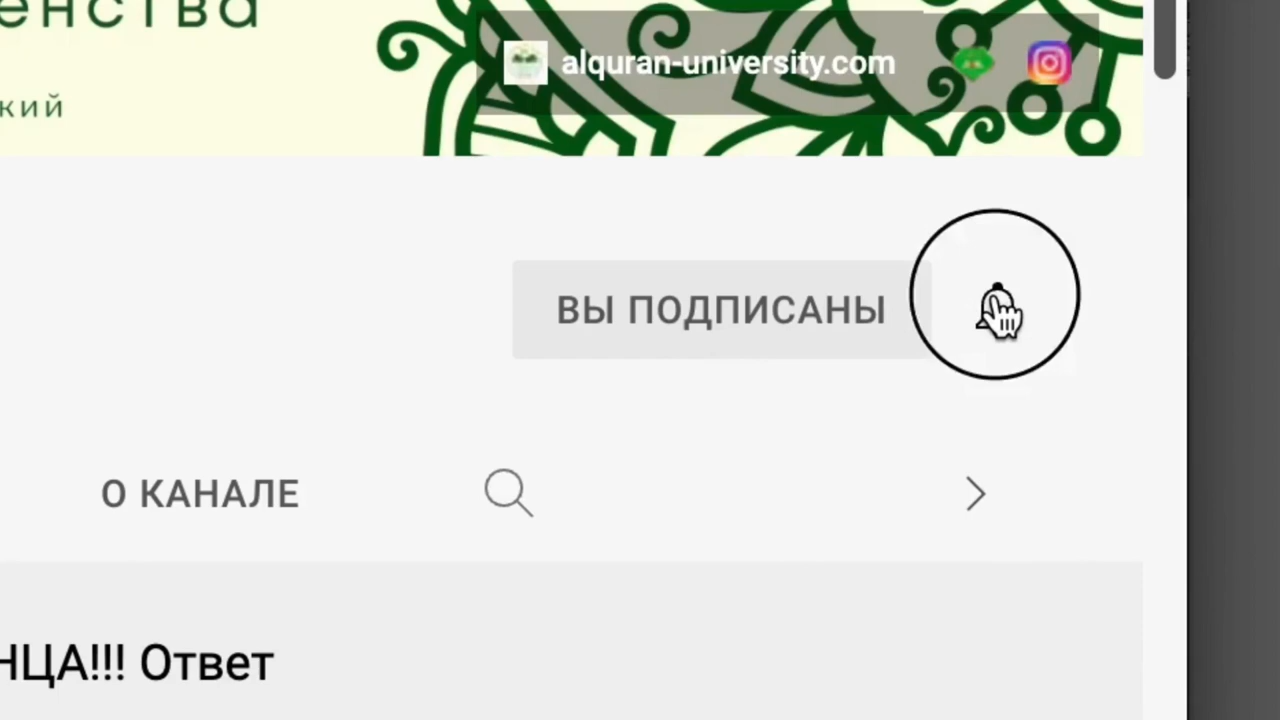 енства
кий
alquran-university.com
ВЫ ПОДПИСАНЫ
О КАНАЛЕ
НЦА!!! Ответ